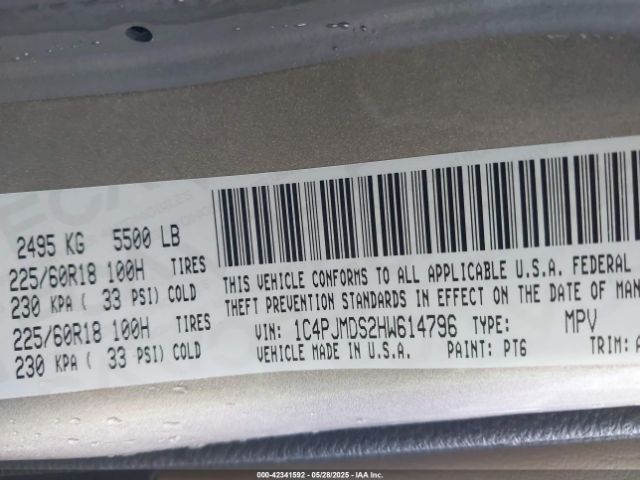 2495 KG 5500 LB
225/60R18 100H TIRES
230 KPA ( 33 PSI) COLD
225/60R18 100H TIRES
230 KPA ( 33 PSI) COLD
THIS VEHICLE CONFORMS TO ALL APPLICABLE U.S.A. FEDERAL
THEFT PREVENTION STANDARDS IN EFFECT ON THE DATE OF MAN
VIN: 1C4PJMDS2HW614796 TYPE: MPV
VEHICLE MADE IN U.S.A. PAINT: PT6 TRIM:
000-42341592 - 05/28/2025 - IAA Inc.